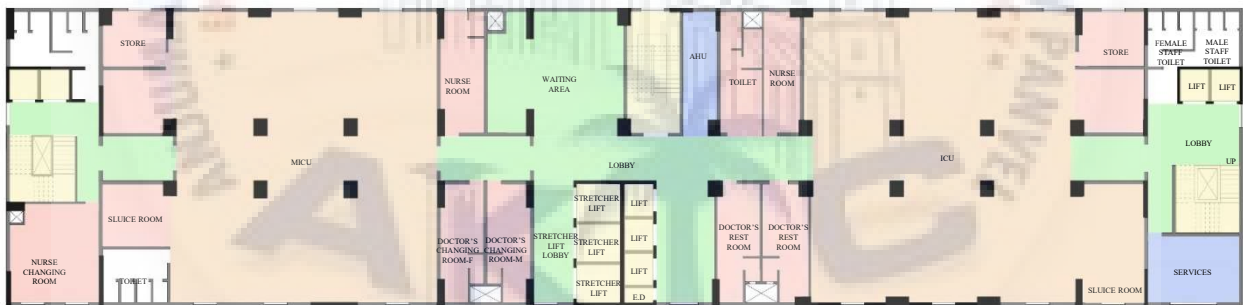 STORE
NURSE
ROOM
WAITING
AREA
AHU
TOILET
NURSE
ROOM
STORE
FEMALE
STAFF
TOILET
MALE
STAFF
TOILET
LIFT
LIFT
MICU
LOBBY
ICU
LOBBY
UP
SLUICE ROOM
NURSE
CHANGING
ROOM
TOILET
DOCTOR'S
CHANGING
ROOM-F
DOCTOR'S
CHANGING
ROOM-M
STRETCHER
LIFT
LOBBY
STRETCHER
LIFT
STRETCHER
LIFT
STRETCHER
LIFT
LIFT
LIFT
LIFT
E.D
DOCTOR'S
REST
ROOM
DOCTOR'S
REST
ROOM
SLUICE ROOM
SERVICES
A
C
PANVEL